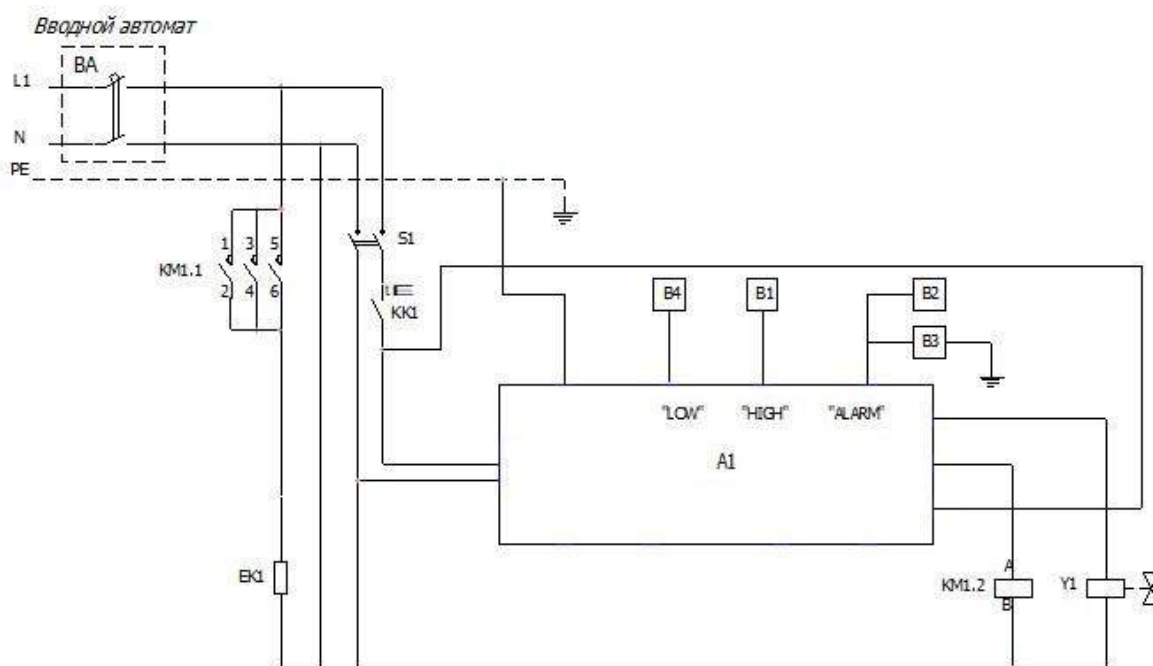 Вводной автомат
BA
L1
N
PE
S1
1 3 5
KM1.1
2 4 6
t
KK1
B4
B1
B2
B3
"LOW"
"HIGH"
"ALARM"
A1
EK1
A
KM1.2
B
Y1